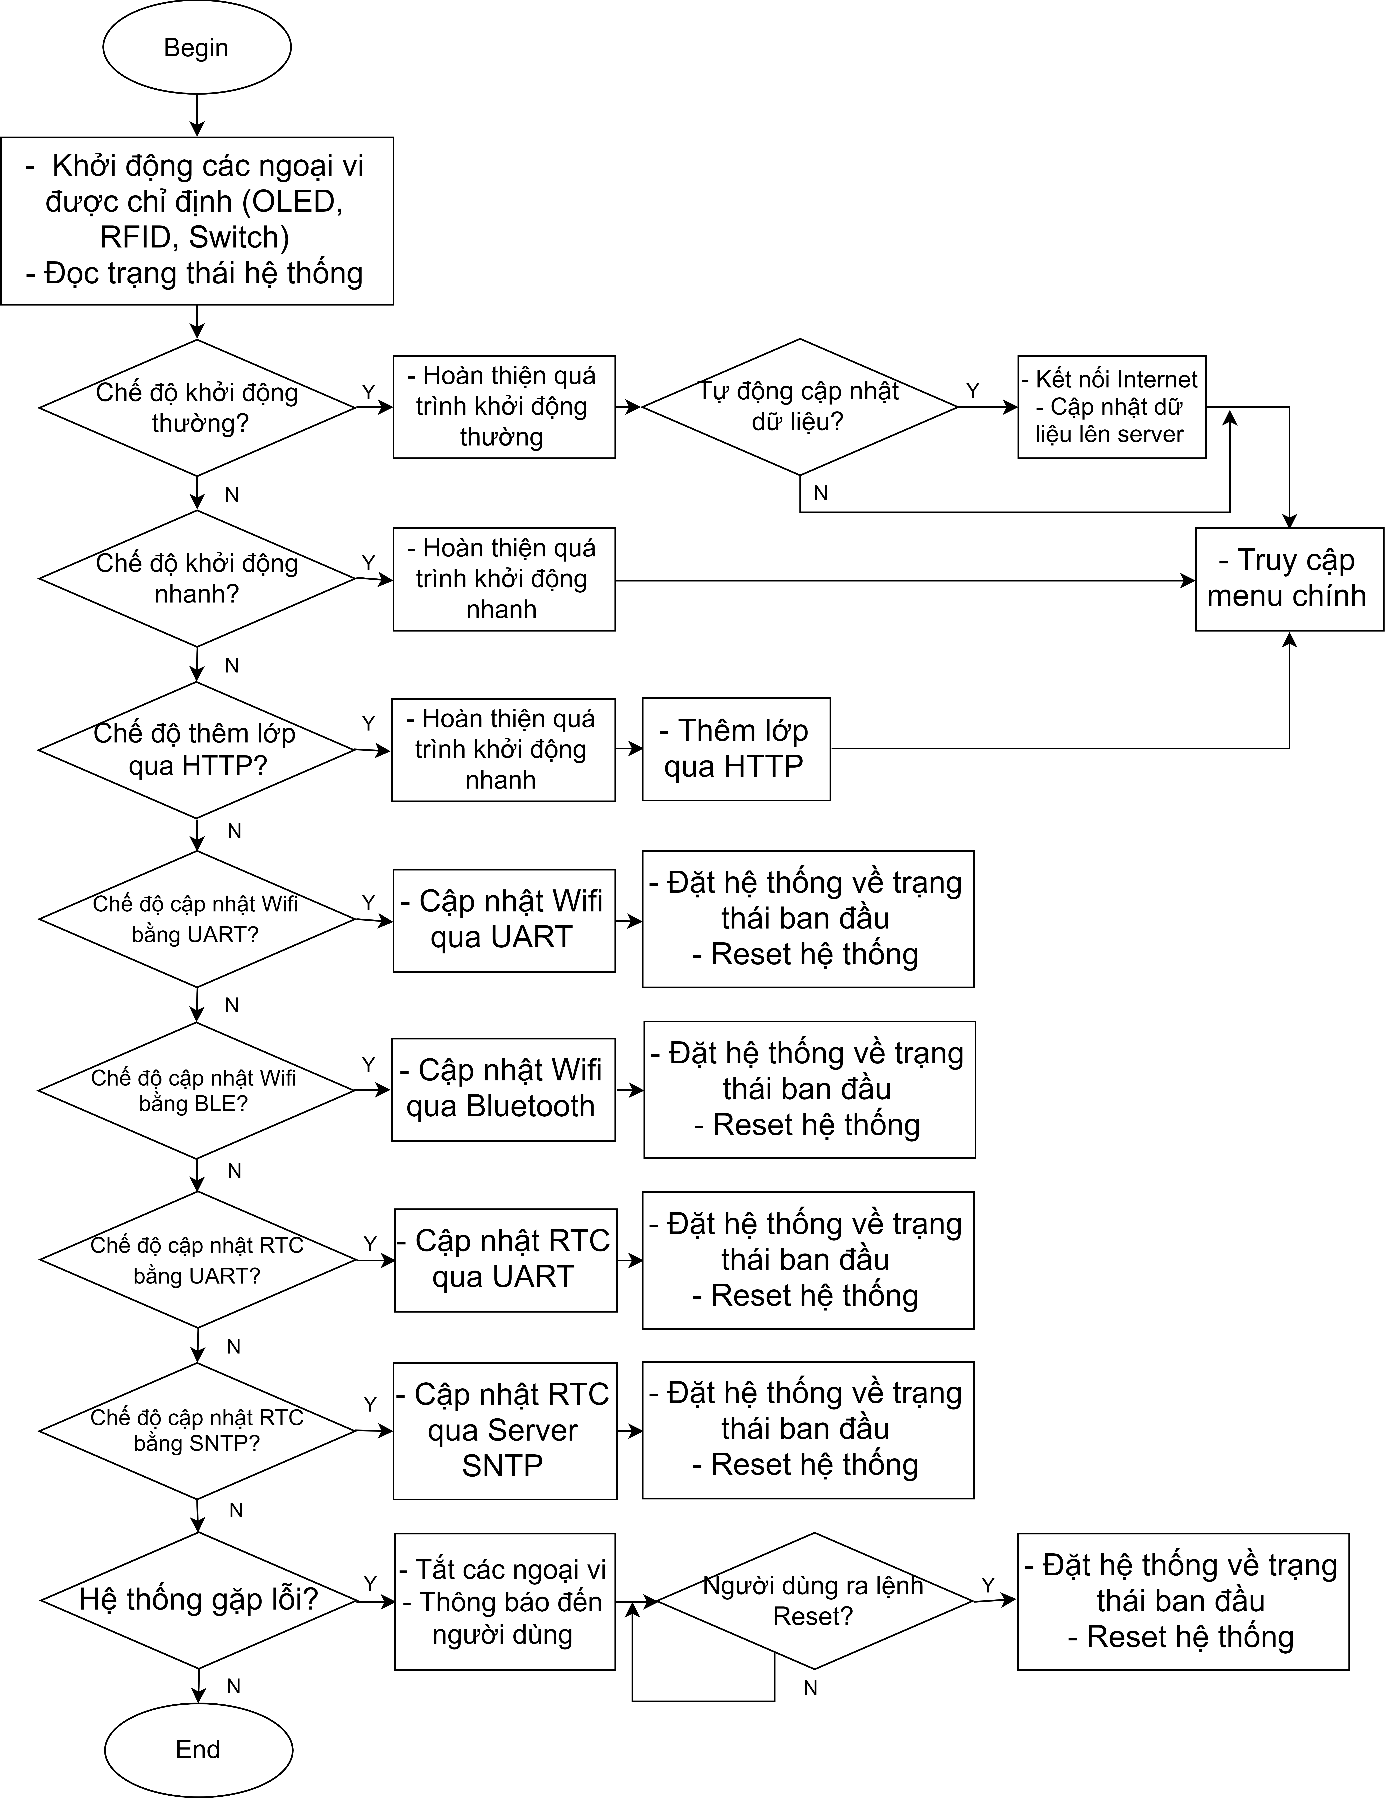 Begin
- Khởi động các ngoại vi
được chỉ định (OLED,
RFID, Switch)
- Đọc trạng thái hệ thống
Chế độ khởi động
thường?
Y
- Hoàn thiện quá
trình khởi động
thường
Tự động cập nhật
dữ liệu?
Y
- Kết nối Internet
- Cập nhật dữ
liệu lên server
N
N
Chế độ khởi động
nhanh?
Y
- Hoàn thiện quá
trình khởi động
nhanh
- Truy cập
menu chính
N
Chế độ thêm lớp
qua HTTP?
Y
- Hoàn thiện quá
trình khởi động
nhanh
- Thêm lớp
qua HTTP
N
Chế độ cập nhật Wifi
bằng UART?
Y
- Cập nhật Wifi
qua UART
- Đặt hệ thống về trạng
thái ban đầu
- Reset hệ thống
N
Chế độ cập nhật Wifi
bằng BLE?
Y
- Cập nhật Wifi
qua Bluetooth
- Đặt hệ thống về trạng
thái ban đầu
- Reset hệ thống
N
Chế độ cập nhật RTC
bằng UART?
Y
- Cập nhật RTC
qua UART
- Đặt hệ thống về trạng
thái ban đầu
- Reset hệ thống
N
Chế độ cập nhật RTC
bằng SNTP?
Y
- Cập nhật RTC
qua Server
SNTP
- Đặt hệ thống về trạng
thái ban đầu
- Reset hệ thống
N
Hệ thống gặp lỗi?
Y
- Tắt các ngoại vi
- Thông báo đến
người dùng
Người dùng ra lệnh
Reset?
Y
- Đặt hệ thống về trạng
thái ban đầu
- Reset hệ thống
N
N
End